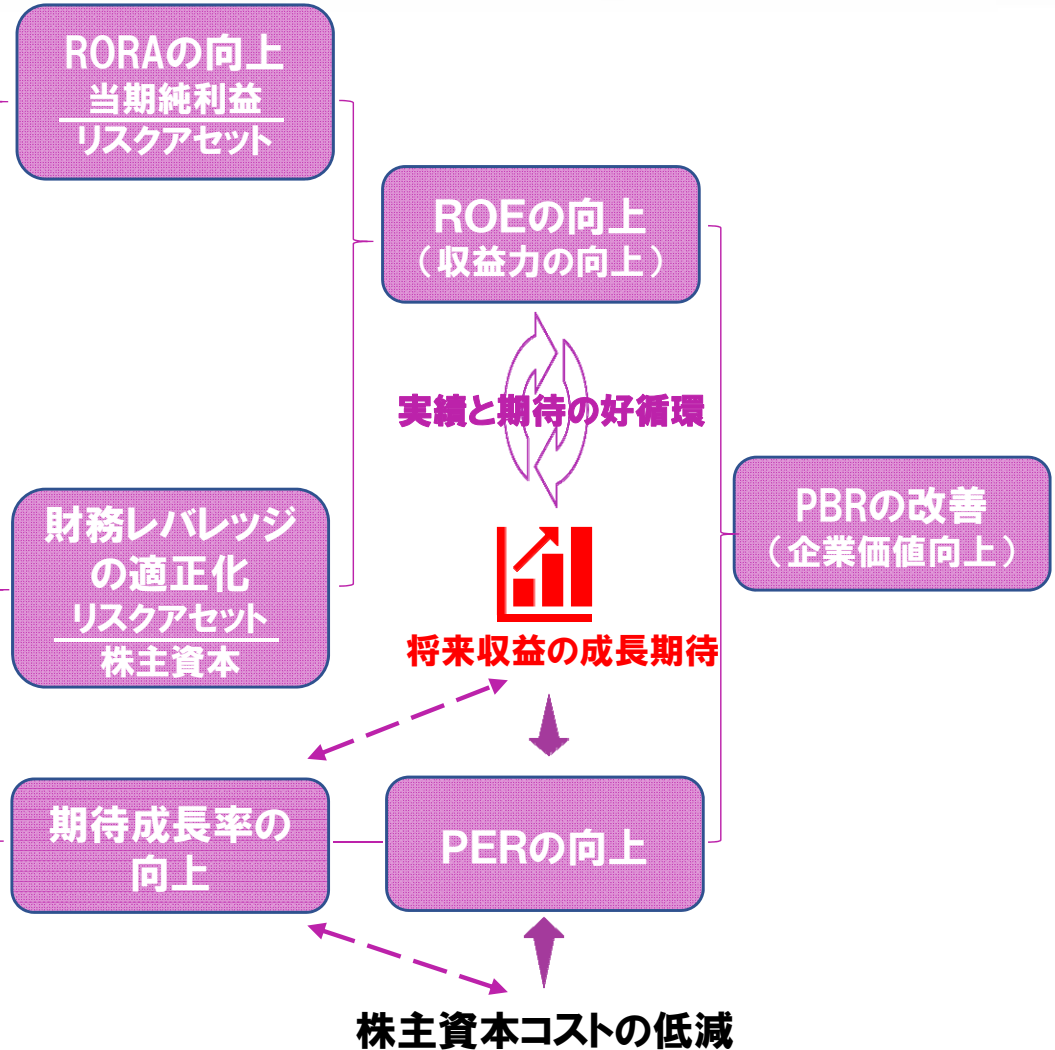 RORAの向上
当期純利益
リスクアセット
ROEの向上
（収益力の向上）
実績と期待の好循環
財務レバレッジ
の適正化
リスクアセット
株主資本
PBRの改善
（企業価値向上）
将来収益の成長期待
期待成長率の
向上
PERの向上
株主資本コストの低減